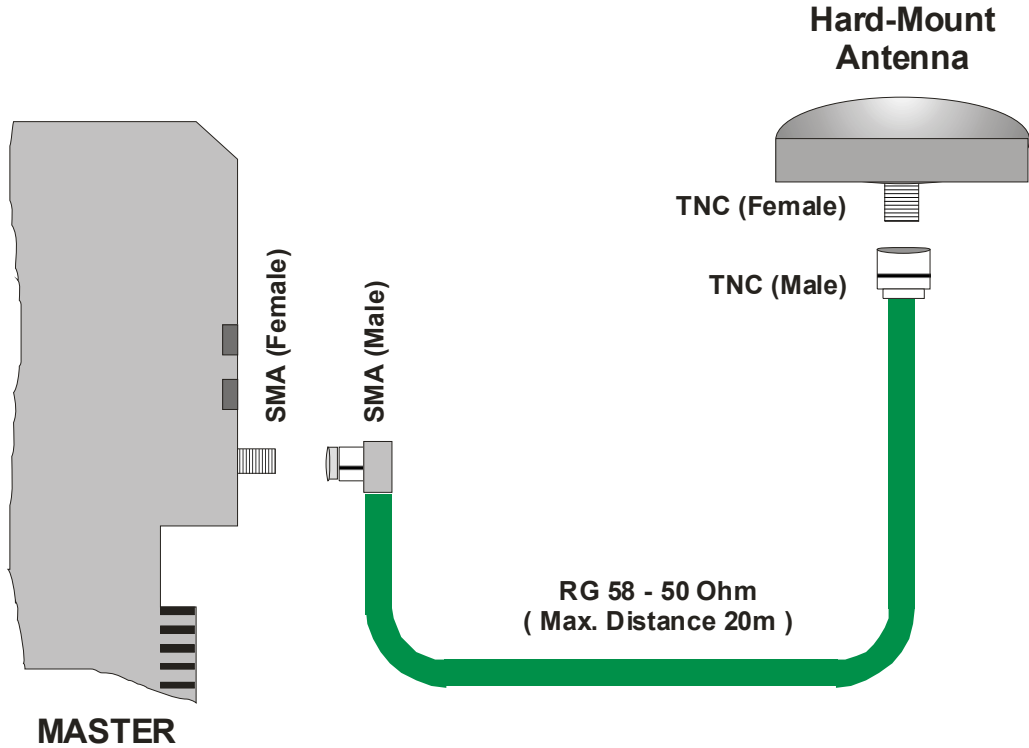 Hard-Mount
Antenna
TNC (Female)
TNC (Male)
SMA (Female)
SMA (Male)
RG 58 - 50 Ohm
( Max. Distance 20m )
MASTER